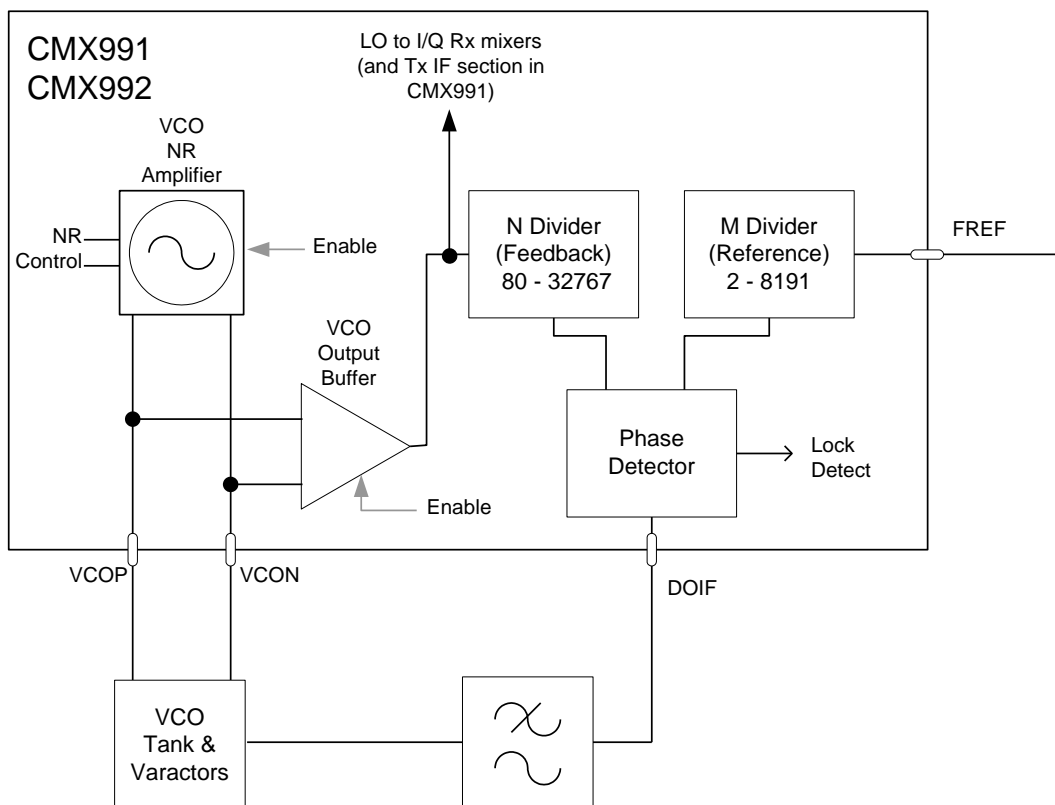 CMX991
CMX992
LO to I/Q Rx mixers
(and Tx IF section in
CMX991)
VCO
NR
Amplifier
NR
Control
Enable
N Divider
(Feedback)
80 - 32767
M Divider
(Reference)
2 - 8191
FREF
VCO
Output
Buffer
Enable
Phase
Detector
Lock
Detect
VCOP
VCON
DOIF
VCO
Tank &
Varactors